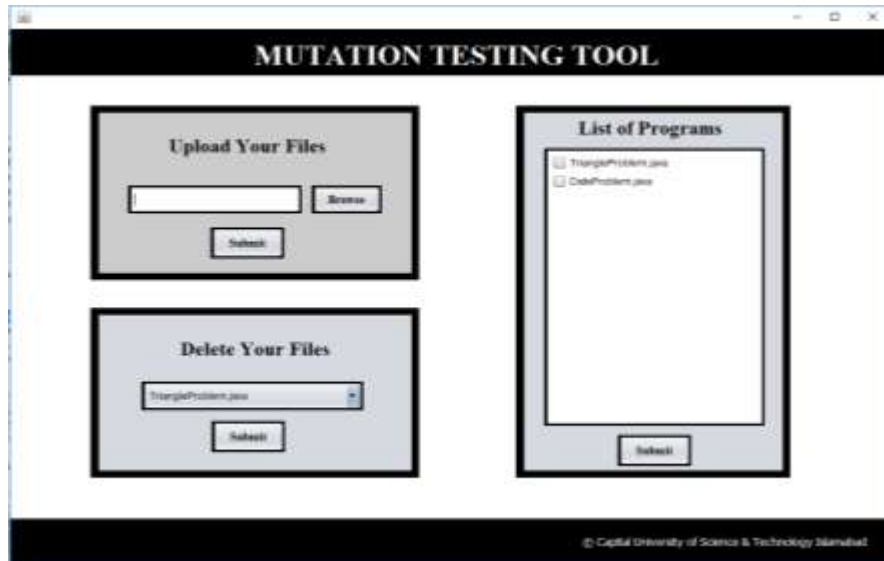 MUTATION TESTING TOOL
Upload Your Files
Browse
Submit
Delete Your Files
TriangleProblem.java
Submit
List of Programs
TriangleProblem.java
CodeProblem.java
Submit
© Capital University of Science & Technology Islamabad